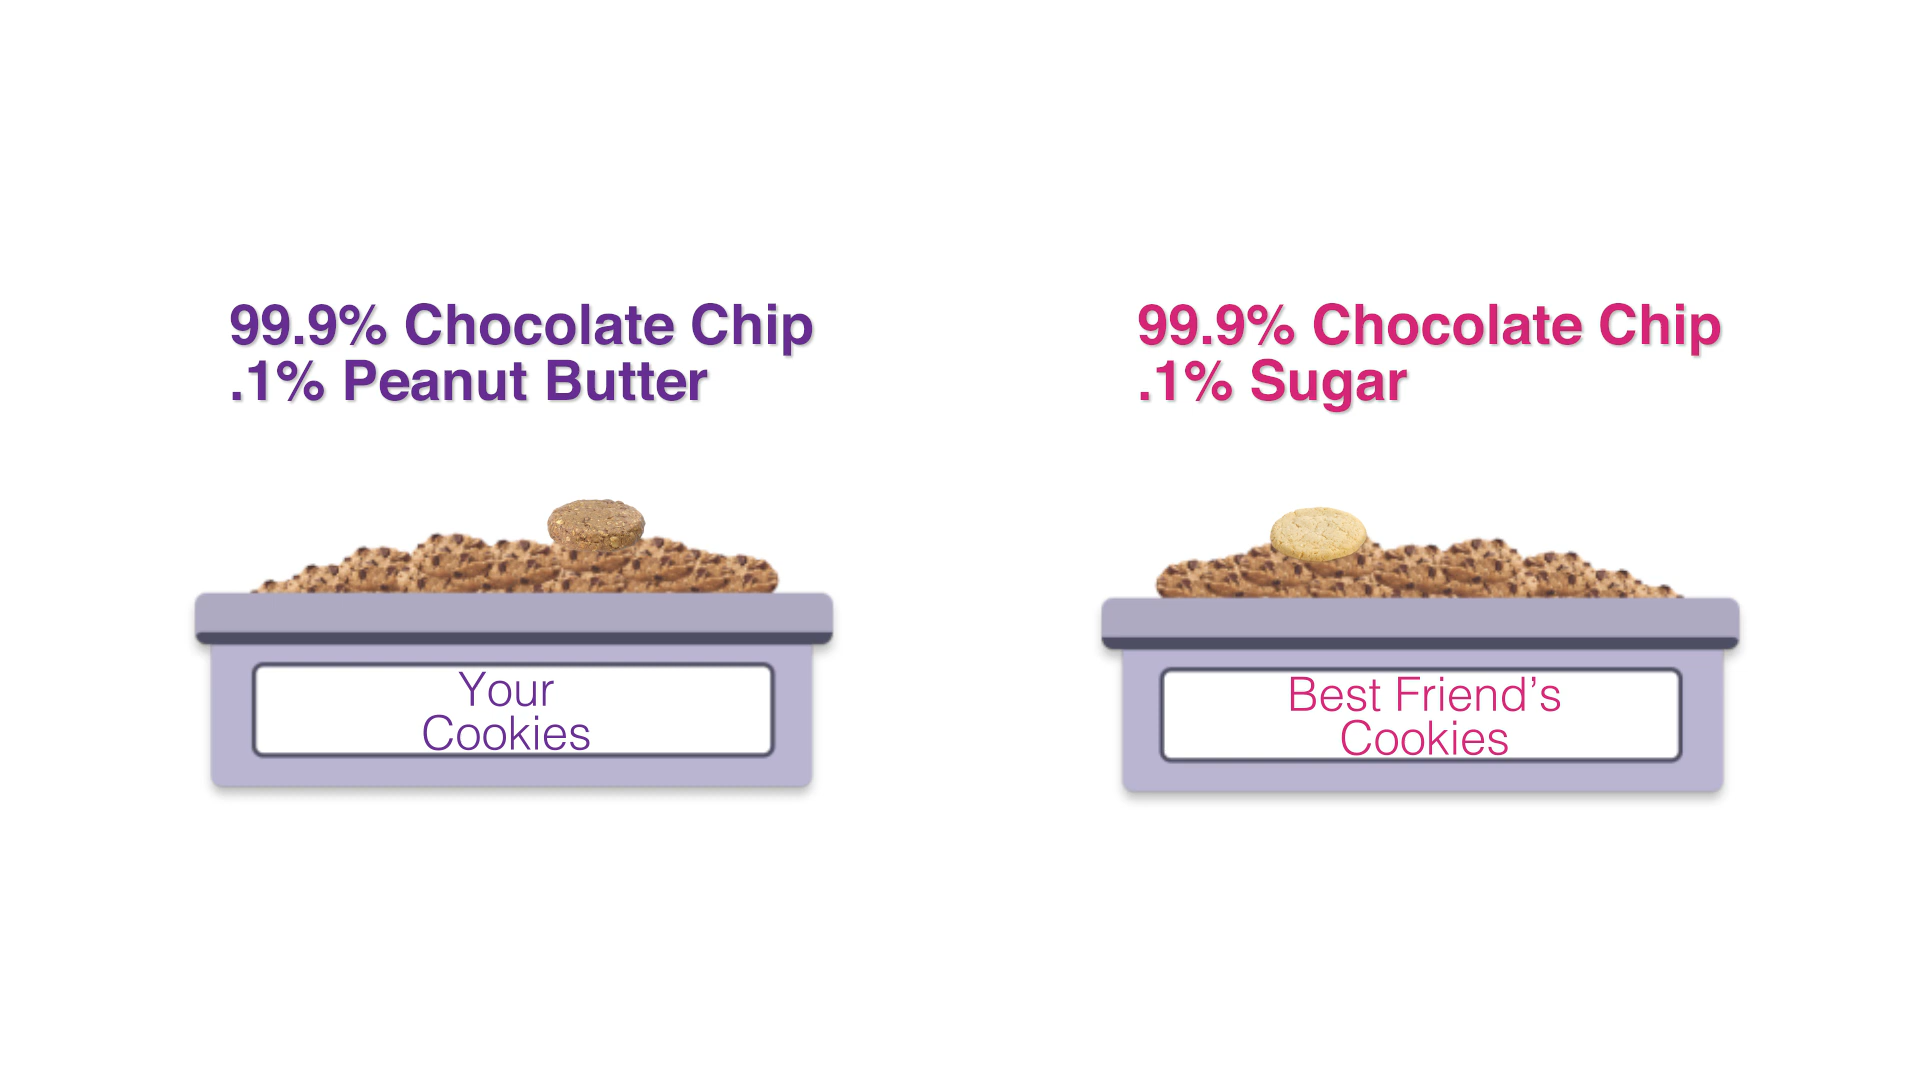 99.9% Chocolate Chip
.1% Peanut Butter
99.9% Chocolate Chip
.1% Sugar
Your
Cookies
Best Friend’s
Cookies